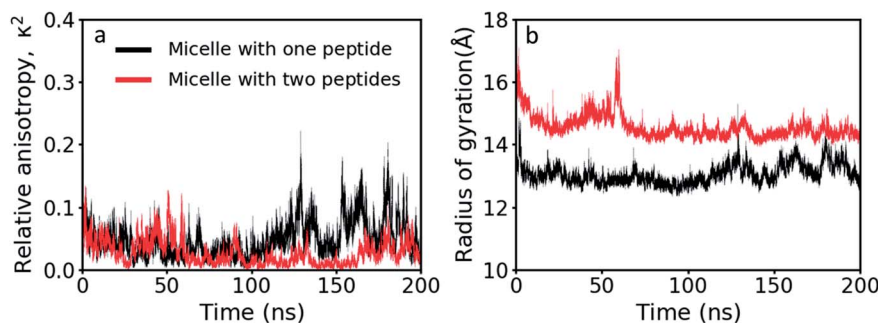 a
Micelle with one peptide
Micelle with two peptides
Relative anisotropy, κ²
0.4
0.3
0.2
0.1
0.0
0 50 100 150 200
Time (ns)
b
Radius of gyration(Å)
18
16
14
12
10
0 50 100 150 200
Time (ns)